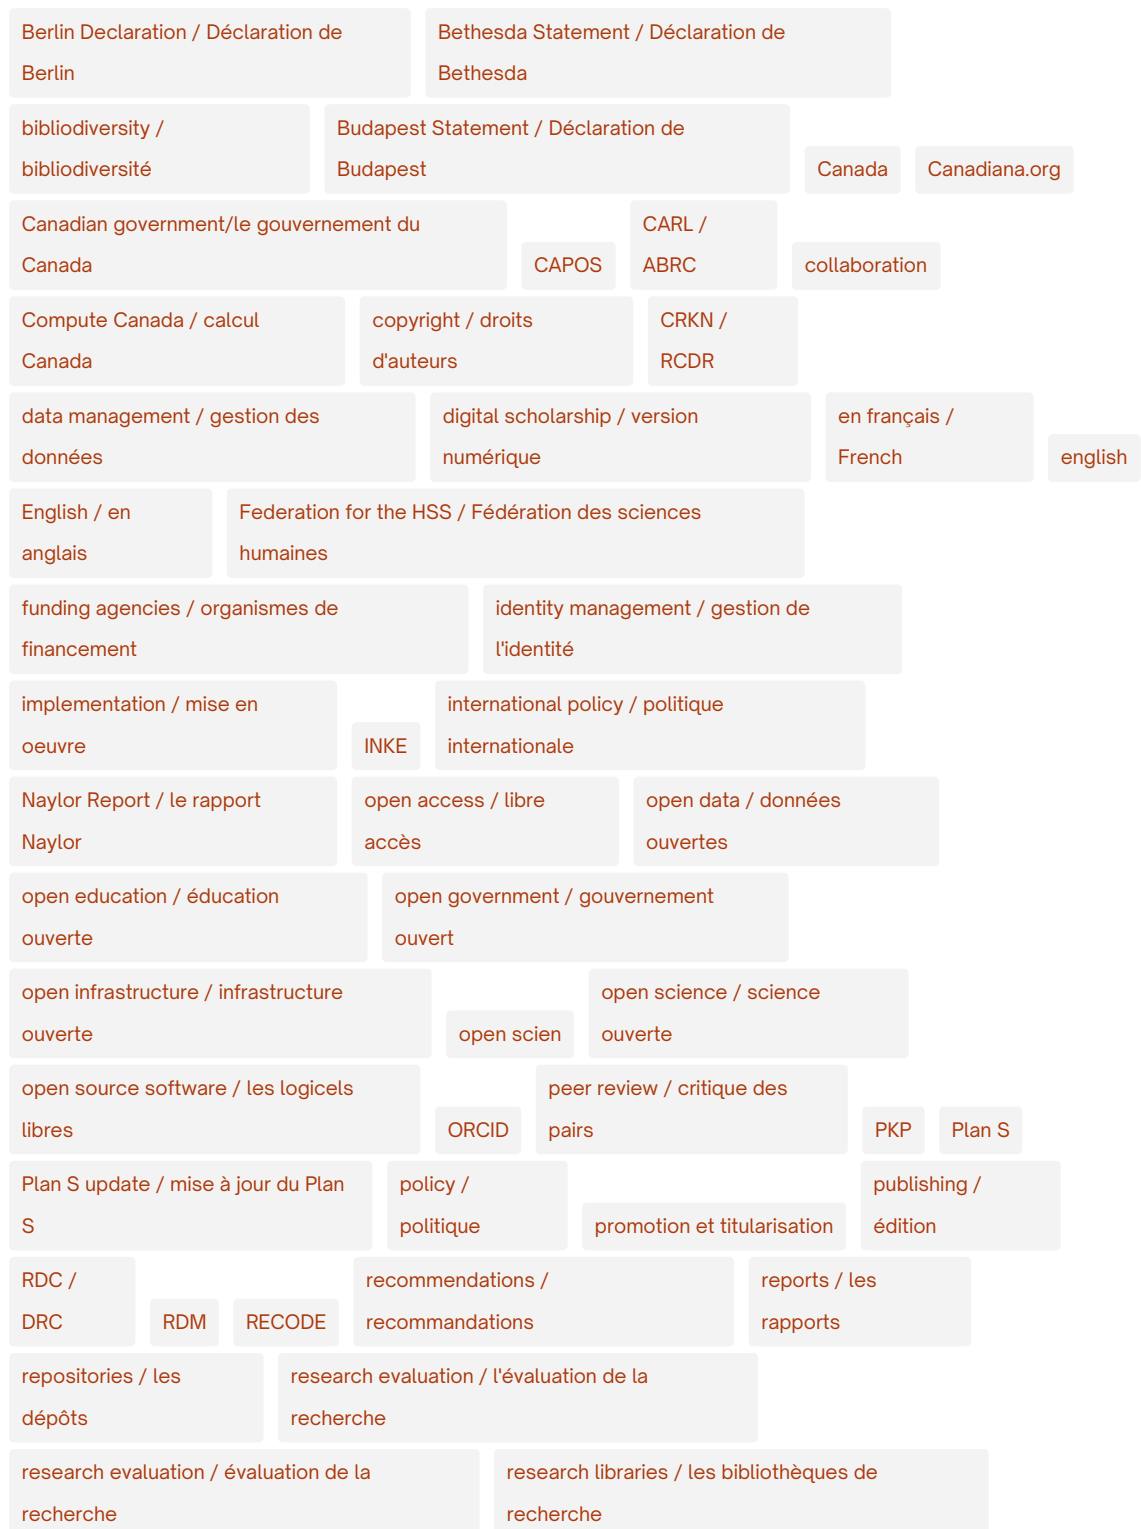 Berlin Declaration / Déclaration de
Berlin
Bethesda Statement / Déclaration de
Bethesda
bibliodiversity /
bibliodiversité
Budapest Statement / Déclaration de
Budapest
Canada
Canadiana.org
Canadian government/le gouvernement du
Canada
CAPOS
CARL /
ABRC
collaboration
Compute Canada / calcul
Canada
copyright / droits
d'auteurs
CRKN /
RCDR
data management / gestion des
données
digital scholarship / version
numérique
en français /
French
english
English / en
anglais
Federation for the HSS / Fédération des sciences
humaines
funding agencies / organismes de
financement
identity management / gestion de
l'identité
implementation / mise en
oeuvre
INKE
international policy / politique
internationale
Naylor Report / le rapport
Naylor
open access / libre
accès
open data / données
ouvertes
open education / éducation
ouverte
open government / gouvernement
ouvert
open infrastructure / infrastructure
ouverte
open scien
open science / science
ouverte
open source software / les logicels
libres
ORCID
peer review / critique des
pairs
PKP
Plan S
Plan S update / mise à jour du Plan
S
policy /
politique
promotion et titularisation
publishing /
édition
RDC /
DRC
RDM
RECODE
recommendations /
recommandations
reports / les
rapports
repositories / les
dépôts
research evaluation / l'évaluation de la
recherche
research evaluation / évaluation de la
recherche
research libraries / les bibliothèques de
recherche